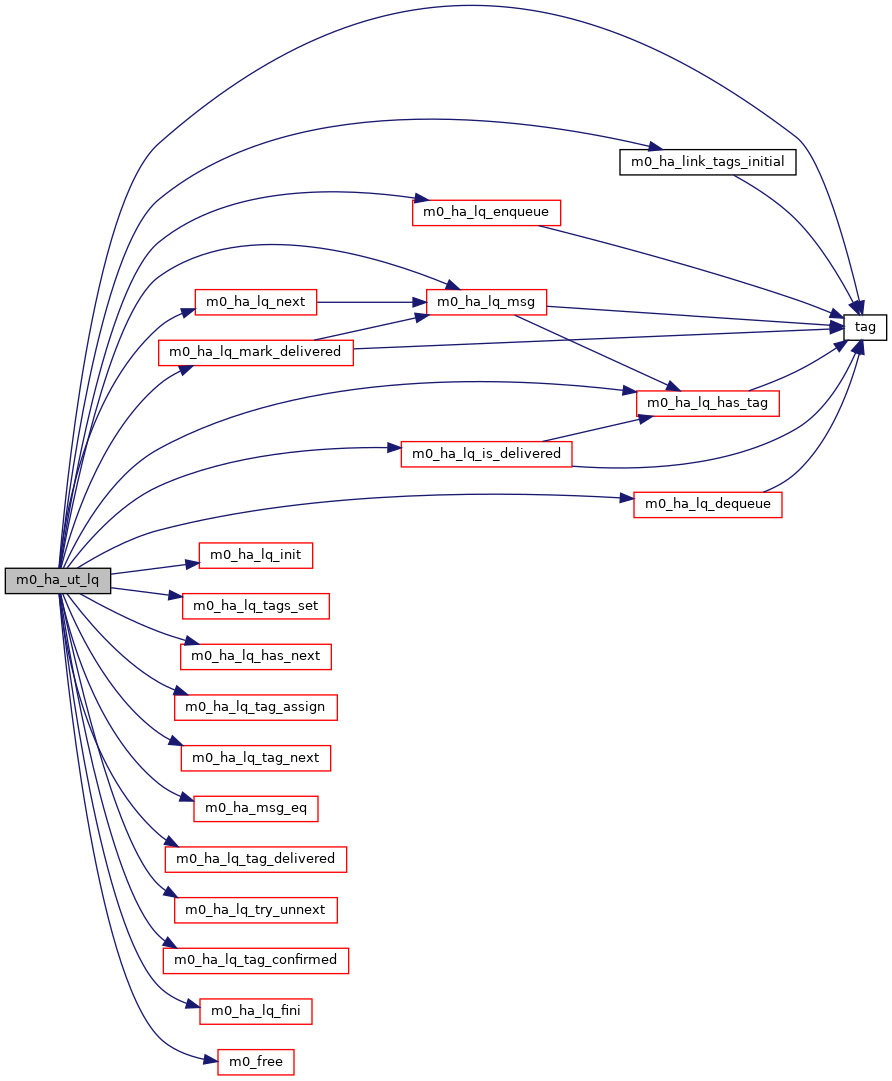 m0_ha_link_tags_initial
m0_ha_lq_enqueue
m0_ha_lq_next
m0_ha_lq_msg
tag
m0_ha_lq_mark_delivered
m0_ha_lq_has_tag
m0_ha_lq_is_delivered
m0_ha_lq_dequeue
m0_ha_lq_init
m0_ha_ut_lq
m0_ha_lq_tags_set
m0_ha_lq_has_next
m0_ha_lq_tag_assign
m0_ha_lq_tag_next
m0_ha_msg_eq
m0_ha_lq_tag_delivered
m0_ha_lq_try_unnext
m0_ha_lq_tag_confirmed
m0_ha_lq_fini
m0_free